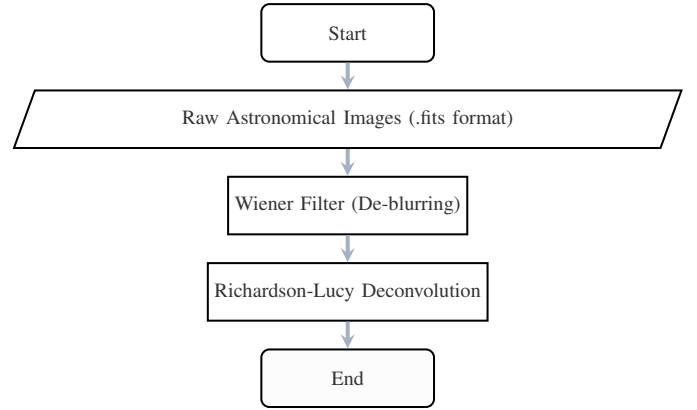 Start
Raw Astronomical Images (.fits format)
Wiener Filter (De-blurring)
Richardson-Lucy Deconvolution
End